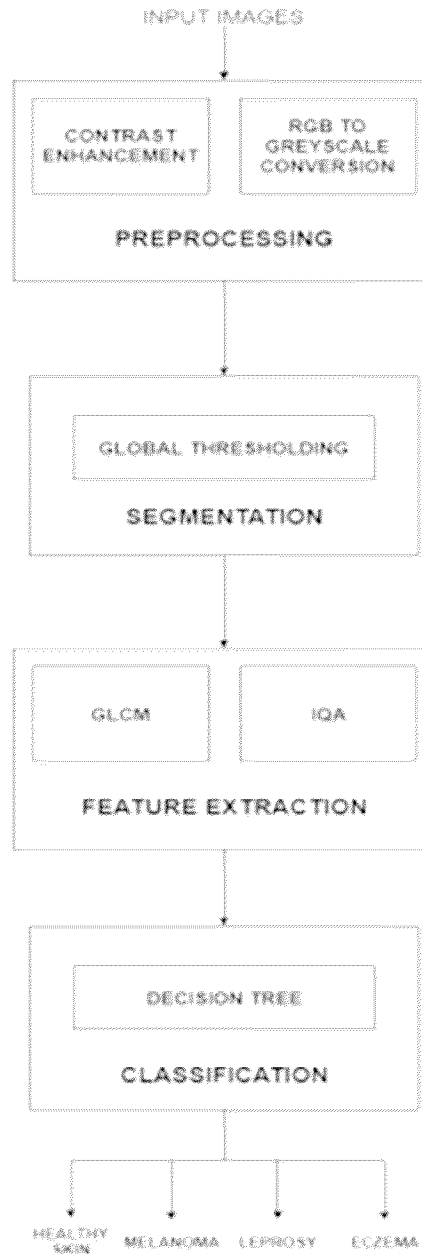 INPUT IMAGES
CONTRAST
ENHANCEMENT
RGB TO
GREYSCALE
CONVERSION
PREPROCESSING
GLOBAL THRESHOLDING
SEGMENTATION
GLCM
IQA
FEATURE EXTRACTION
DECISION TREE
CLASSIFICATION
HEALTHY
SKIN
MELANOMA
LEPROSY
ECZEMA